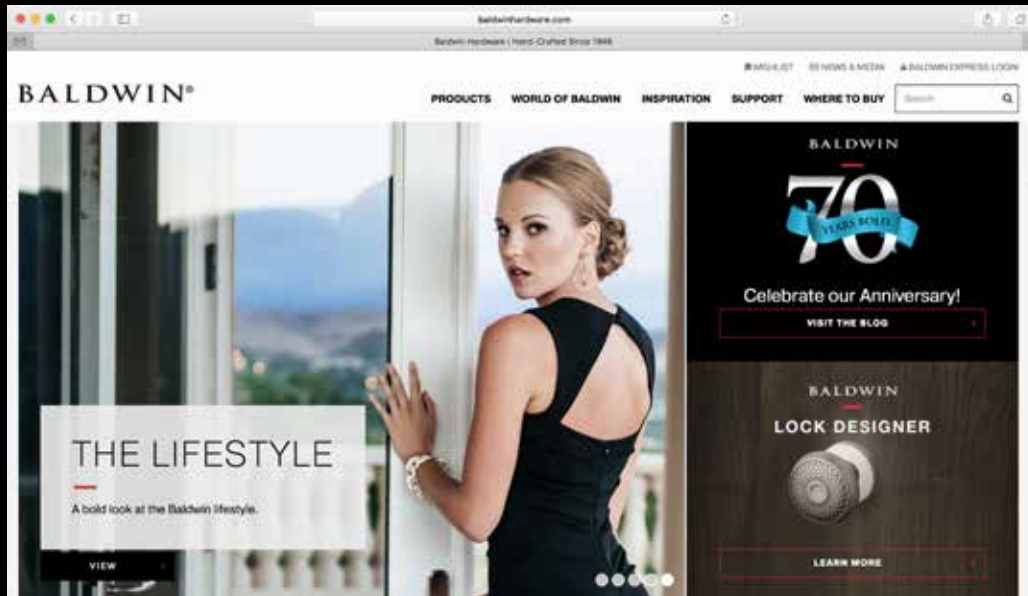 baldwinhardware.com
Baldwin Hardware | Hand-Crafted Since 1946
WISHLIST NEWS & MEDIA BALDWIN EXPRESS LOGIN
BALDWIN®
PRODUCTS WORLD OF BALDWIN INSPIRATION SUPPORT WHERE TO BUY Search
BALDWIN
70
YEARS BOLD
Celebrate our Anniversary!
VISIT THE BLOG
BALDWIN
LOCK DESIGNER
LEARN MORE
THE LIFESTYLE
A bold look at the Baldwin lifestyle.
VIEW